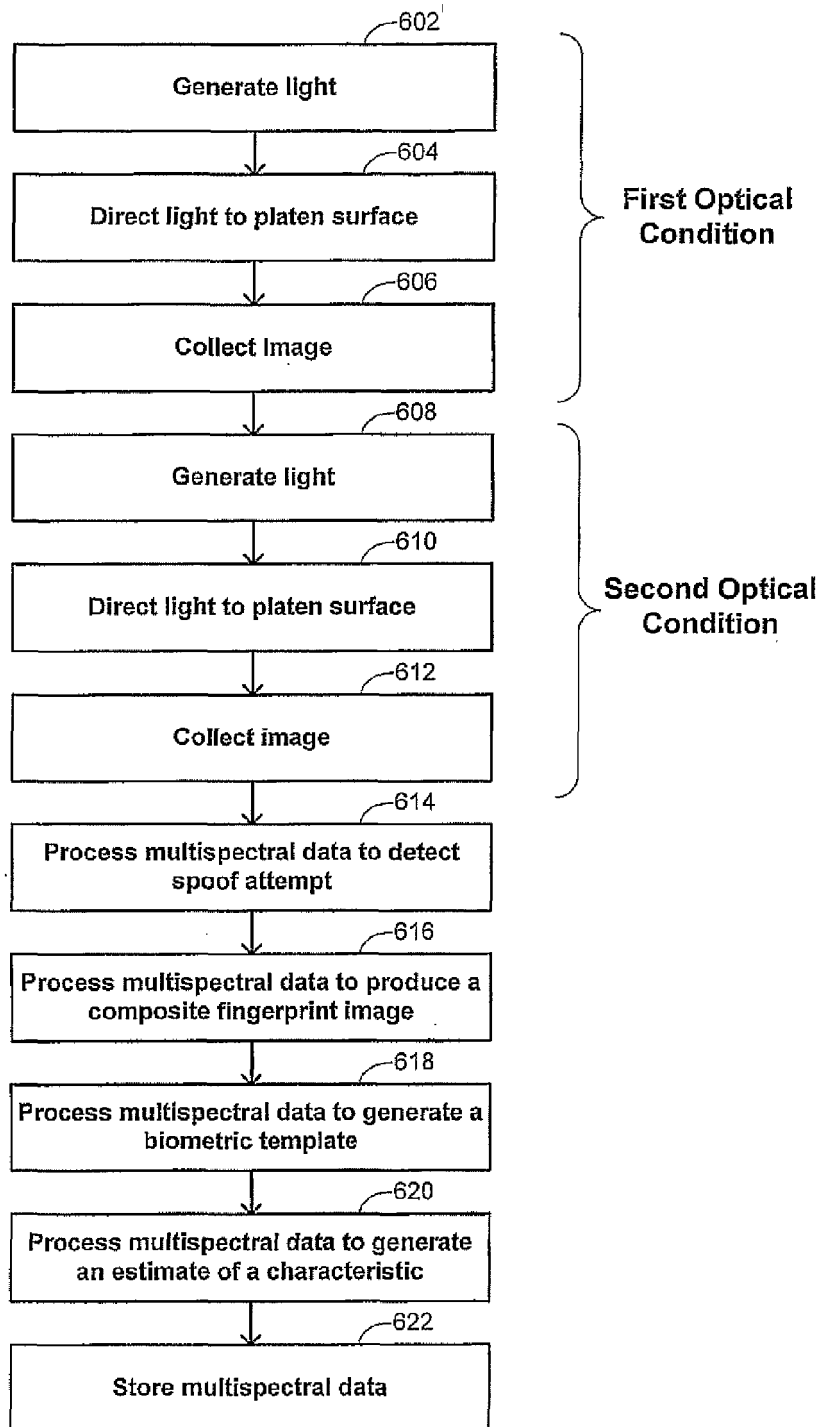 602
Generate light
604
Direct light to platen surface
606
Collect Image
First Optical
Condition
608
Generate light
610
Direct light to platen surface
612
Collect image
Second Optical
Condition
614
Process multispectral data to detect
spoof attempt
616
Process multispectral data to produce a
composite fingerprint image
618
Process multispectral data to generate a
biometric template
620
Process multispectral data to generate
an estimate of a characteristic
622
Store multispectral data